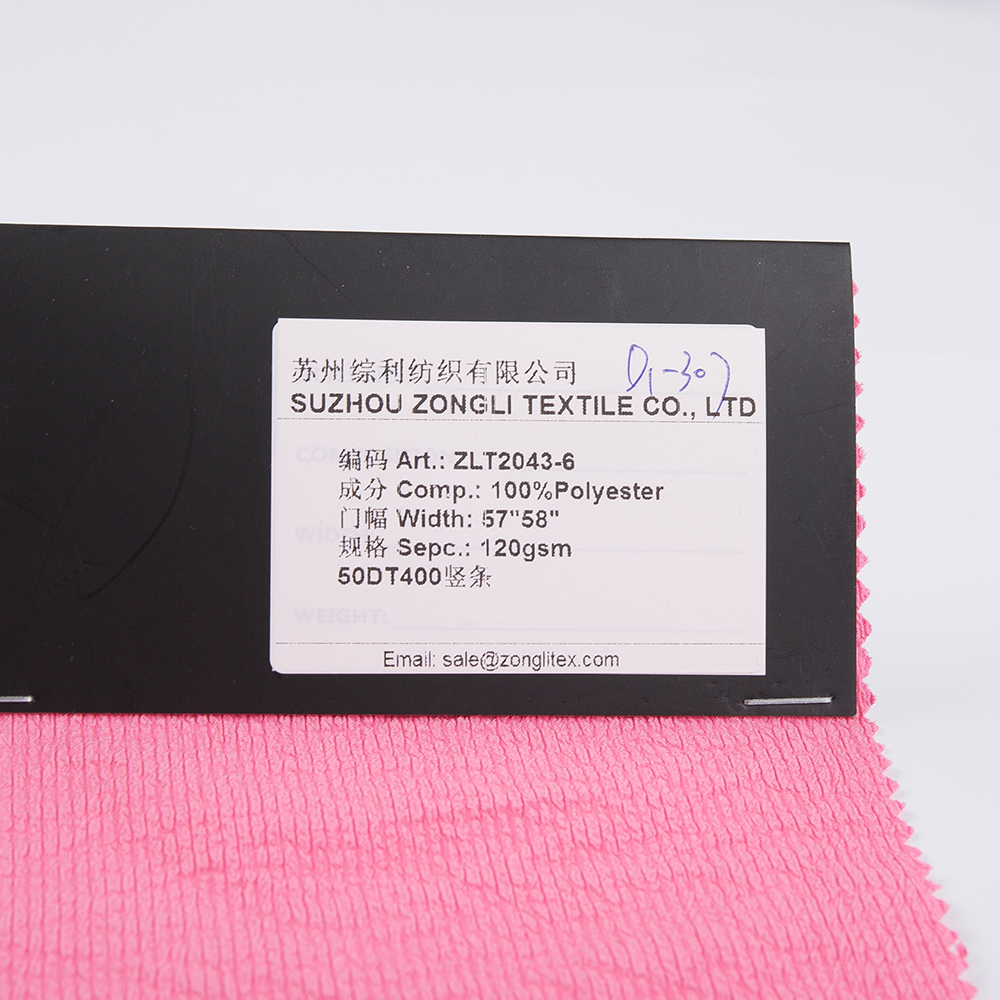 苏州综利纺织有限公司 D1-307
SUZHOU ZONGLI TEXTILE CO., LTD
编码 Art.: ZLT2043-6
成分 Comp.: 100%Polyester
门幅 Width: 57"58"
规格 Sepc.: 120gsm
50DT400竖条
WEIGHT:
Email: sale@zonglitex.com